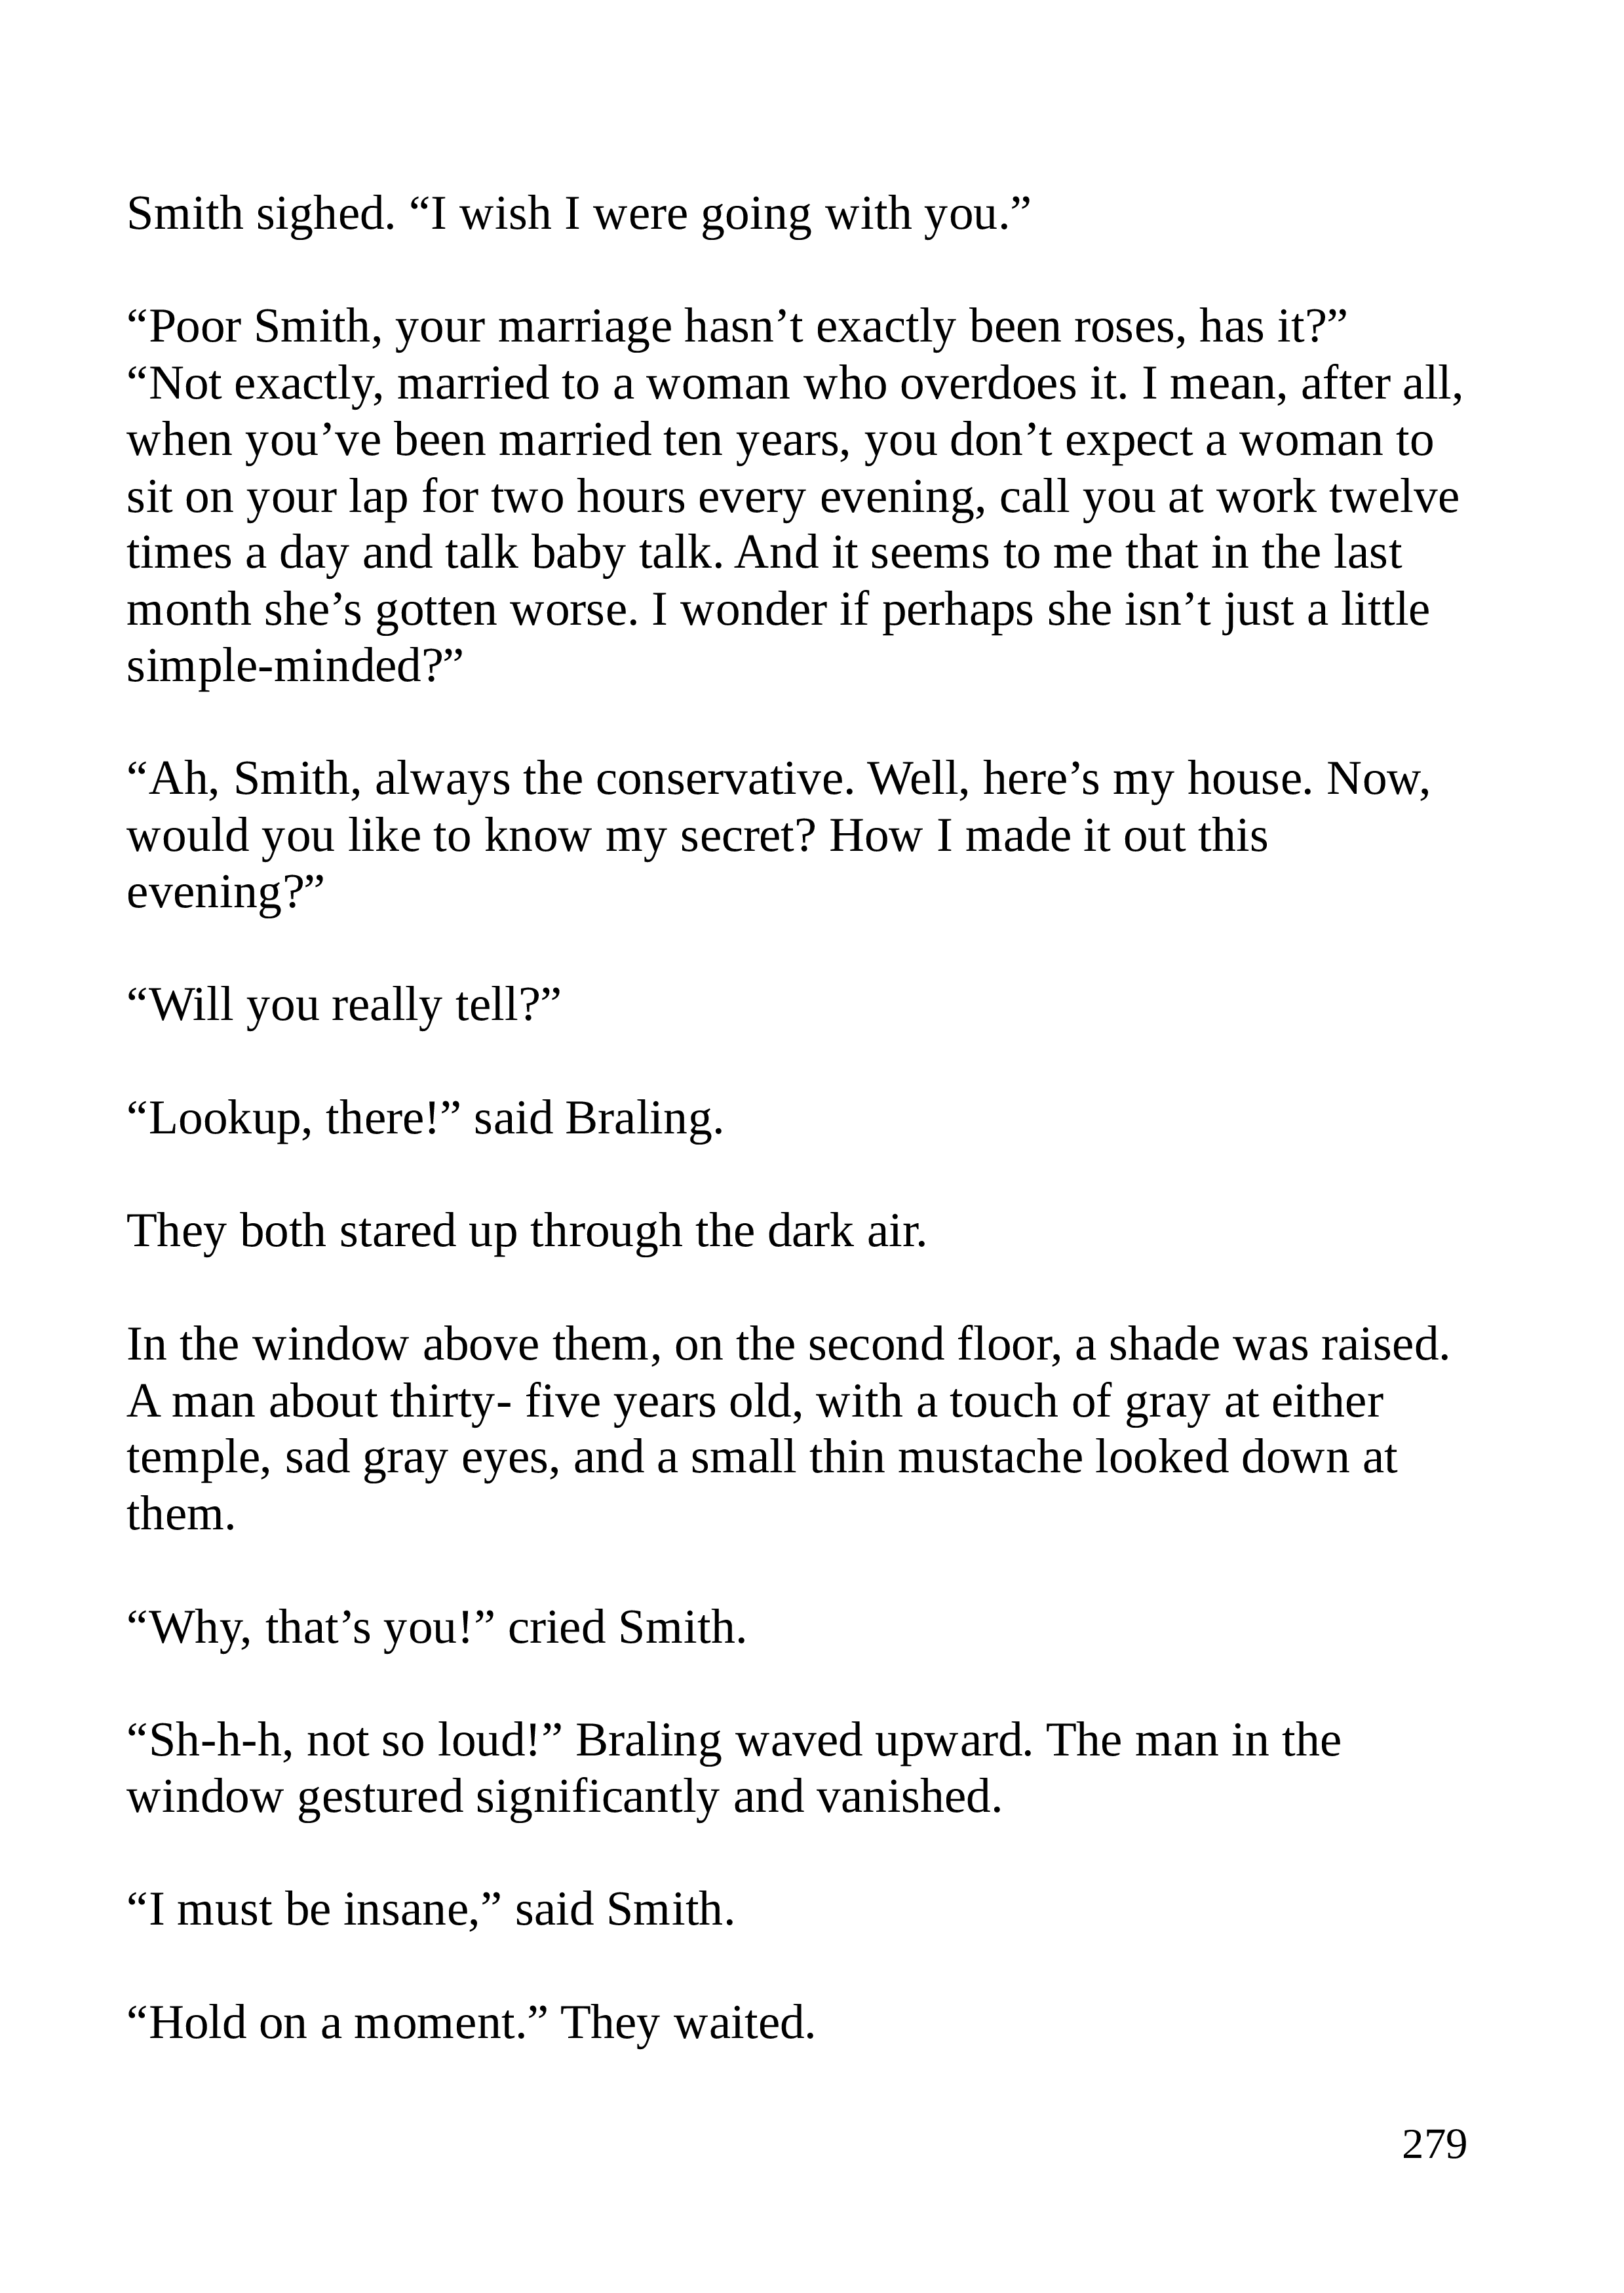 Smith sighed. “I wish I were going with you.”
“Poor Smith, your marriage hasn’t exactly been roses, has it?”
“Not exactly, married to a woman who overdoes it. I mean, after all,
when you’ve been married ten years, you don’t expect a woman to
sit on your lap for two hours every evening, call you at work twelve
times a day and talk baby talk. And it seems to me that in the last
month she’s gotten worse. I wonder if perhaps she isn’t just a little
simple-minded?”
“Ah, Smith, always the conservative. Well, here’s my house. Now,
would you like to know my secret? How I made it out this
evening?”
“Will you really tell?”
“Lookup, there!” said Braling.
They both stared up through the dark air.
In the window above them, on the second floor, a shade was raised.
A man about thirty- five years old, with a touch of gray at either
temple, sad gray eyes, and a small thin mustache looked down at
them.
“Why, that’s you!” cried Smith.
“Sh-h-h, not so loud!” Braling waved upward. The man in the
window gestured significantly and vanished.
“I must be insane,” said Smith.
“Hold on a moment.” They waited.
279